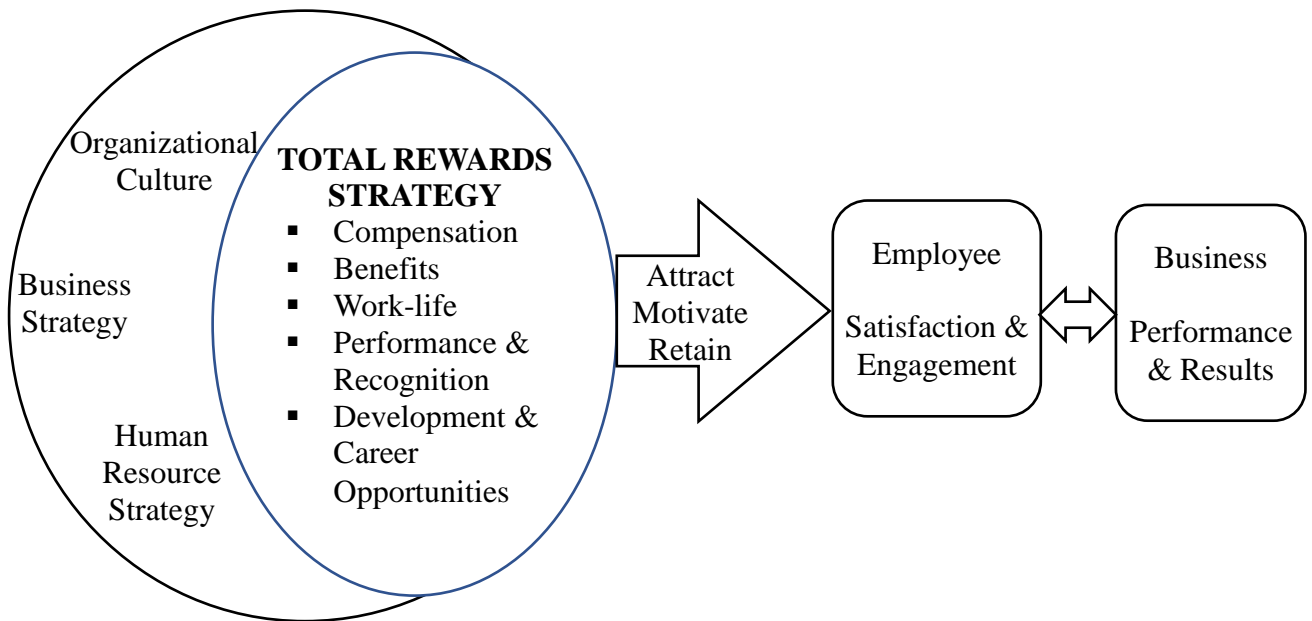 Organizational
Culture
Business
Strategy
Human
Resource
Strategy
TOTAL REWARDS
STRATEGY
▪ Compensation
▪ Benefits
▪ Work-life
▪ Performance &
Recognition
▪ Development &
Career
Opportunities
Attract
Motivate
Retain
Employee
Satisfaction &
Engagement
Business
Performance
& Results